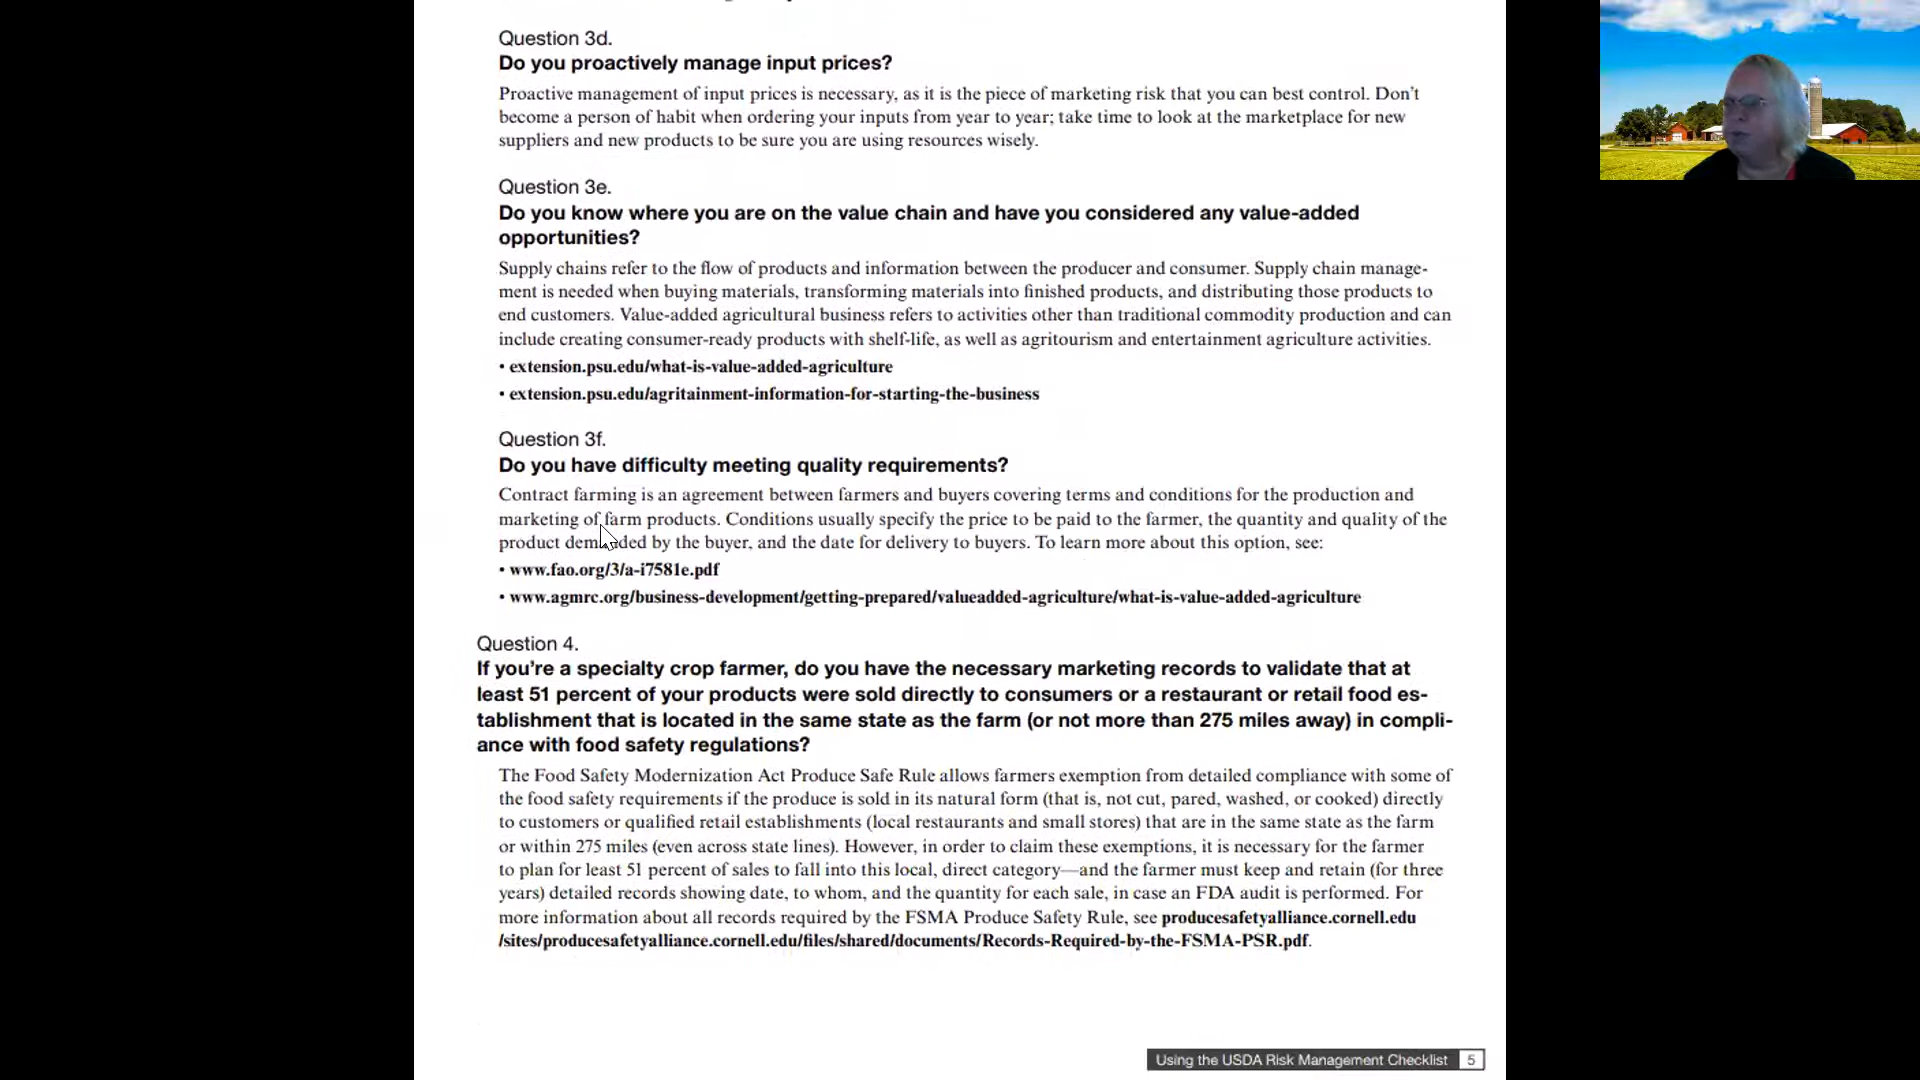 Question 3d.
Do you proactively manage input prices?
Proactive management of input prices is necessary, as it is the piece of marketing risk that you can best control. Don't
become a person of habit when ordering your inputs from year to year; take time to look at the marketplace for new
suppliers and new products to be sure you are using resources wisely.
Question 3e.
Do you know where you are on the value chain and have you considered any value-added
opportunities?
Supply chains refer to the flow of products and information between the producer and consumer. Supply chain manage-
ment is needed when buying materials, transforming materials into finished products, and distributing those products to
end customers. Value-added agricultural business refers to activities other than traditional commodity production and can
include creating consumer-ready products with shelf-life, as well as agritourism and entertainment agriculture activities.
• extension.psu.edu/what-is-value-added-agriculture
• extension.psu.edu/agritainment-information-for-starting-the-business
Question 3f.
Do you have difficulty meeting quality requirements?
Contract farming is an agreement between farmers and buyers covering terms and conditions for the production and
marketing of farm products. Conditions usually specify the price to be paid to the farmer, the quantity and quality of the
product demanded by the buyer, and the date for delivery to buyers. To learn more about this option, see:
• www.fao.org/3/a-i7581e.pdf
• www.agmrc.org/business-development/getting-prepared/valueadded-agriculture/what-is-value-added-agriculture
Question 4.
If you're a specialty crop farmer, do you have the necessary marketing records to validate that at
least 51 percent of your products were sold directly to consumers or a restaurant or retail food es-
tablishment that is located in the same state as the farm (or not more than 275 miles away) in compli-
ance with food safety regulations?
The Food Safety Modernization Act Produce Safe Rule allows farmers exemption from detailed compliance with some of
the food safety requirements if the produce is sold in its natural form (that is, not cut, pared, washed, or cooked) directly
to customers or qualified retail establishments (local restaurants and small stores) that are in the same state as the farm
or within 275 miles (even across state lines). However, in order to claim these exemptions, it is necessary for the farmer
to plan for least 51 percent of sales to fall into this local, direct category—and the farmer must keep and retain (for three
years) detailed records showing date, to whom, and the quantity for each sale, in case an FDA audit is performed. For
more information about all records required by the FSMA Produce Safety Rule, see producesafetyalliance.cornell.edu
/sites/producesafetyalliance.cornell.edu/files/shared/documents/Records-Required-by-the-FSMA-PSR.pdf.
Using the USDA Risk Management Checklist 5